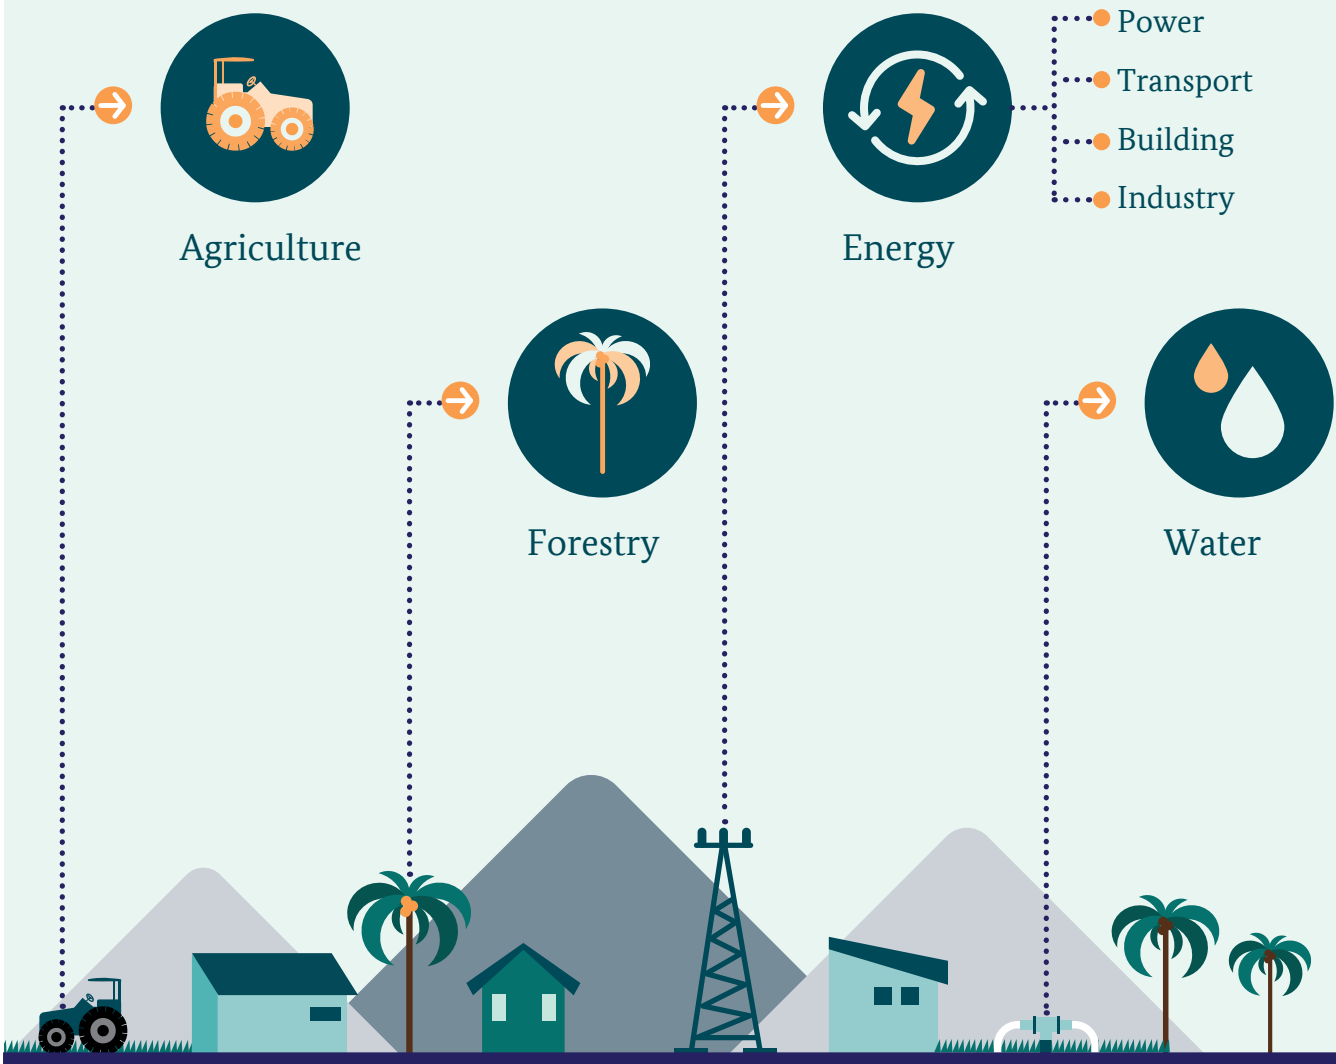 Power
Transport
Building
Industry
Agriculture
Energy
Forestry
Water